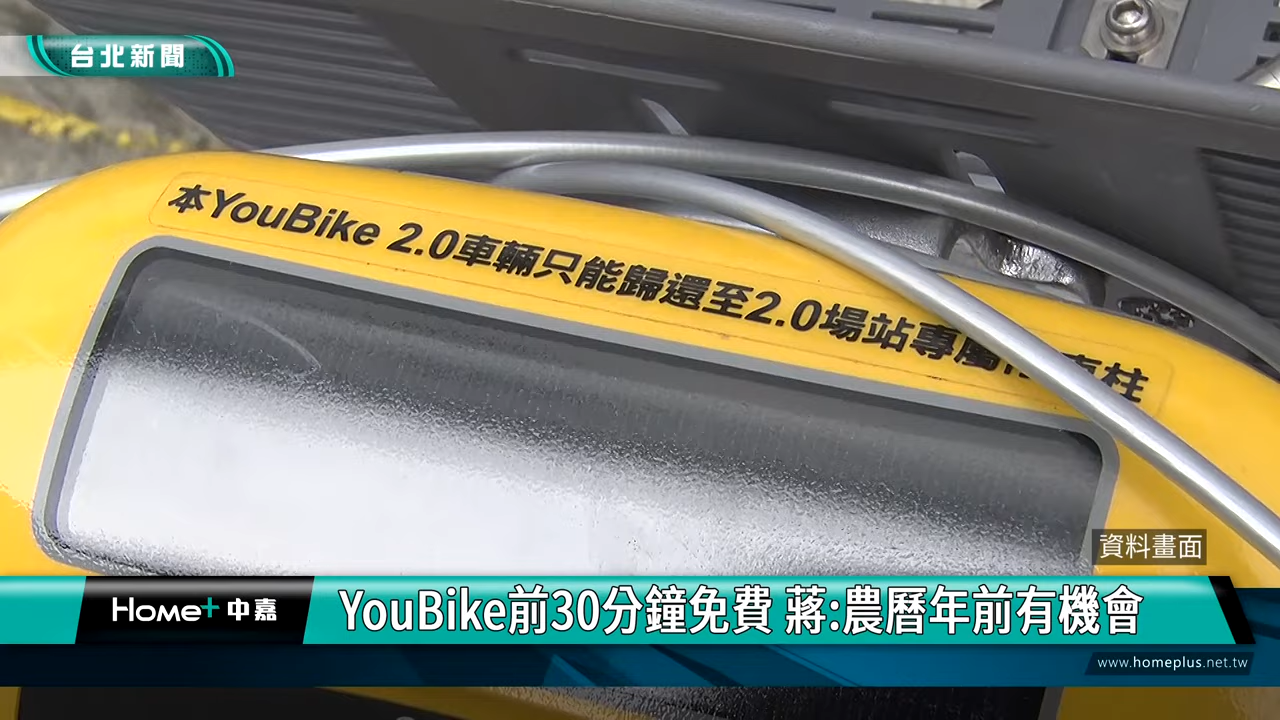 台北新聞
本YouBike 2.0車輛只能歸還至2.0場站專屬 車柱
資料畫面
Home+ 中嘉
YouBike前30分鐘免費 蔣:農曆年前有機會
www.homeplus.net.tw